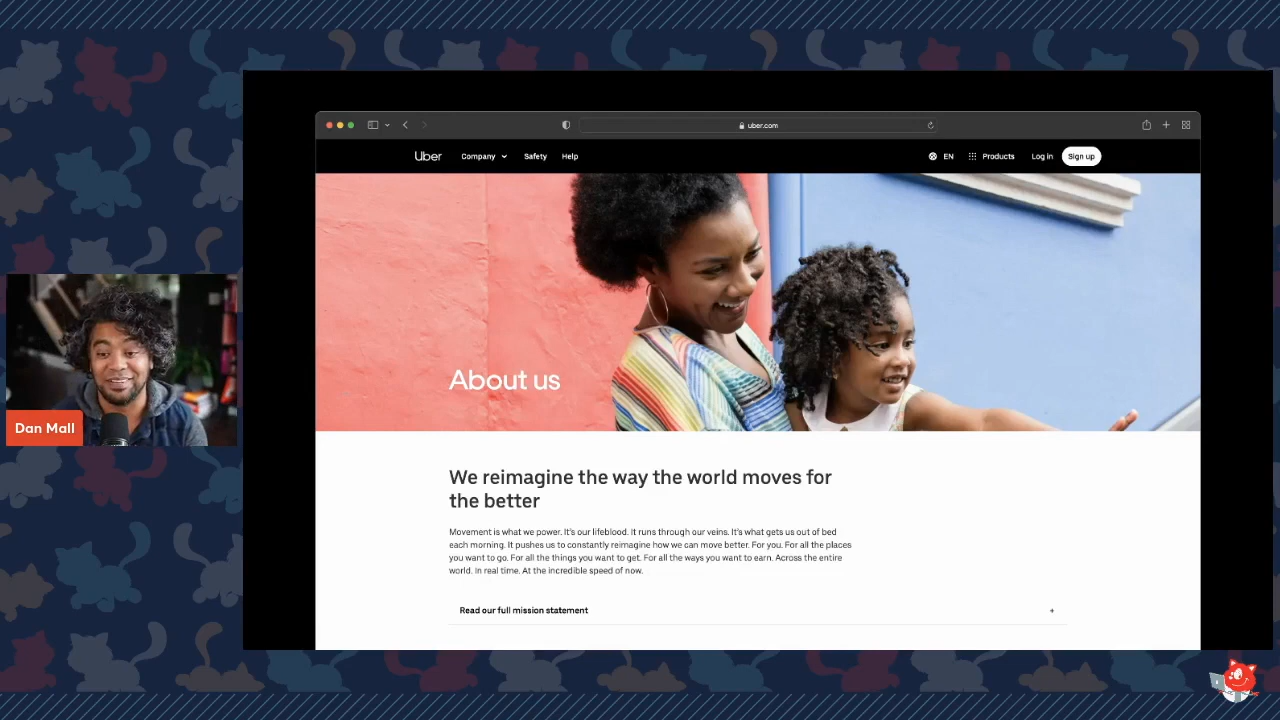 uber.com
Uber
Company
Safety
Help
EN
Products
Log in
Sign up
About us
Dan Mall
We reimagine the way the world moves for
the better
Movement is what we power. It's our lifeblood. It runs through our veins. It's what gets us out of bed
each morning. It pushes us to constantly reimagine how we can move better. For you. For all the places
you want to go. For all the things you want to get. For all the ways you want to earn. Across the entire
world. In real time. At the incredible speed of now.
Read our full mission statement +